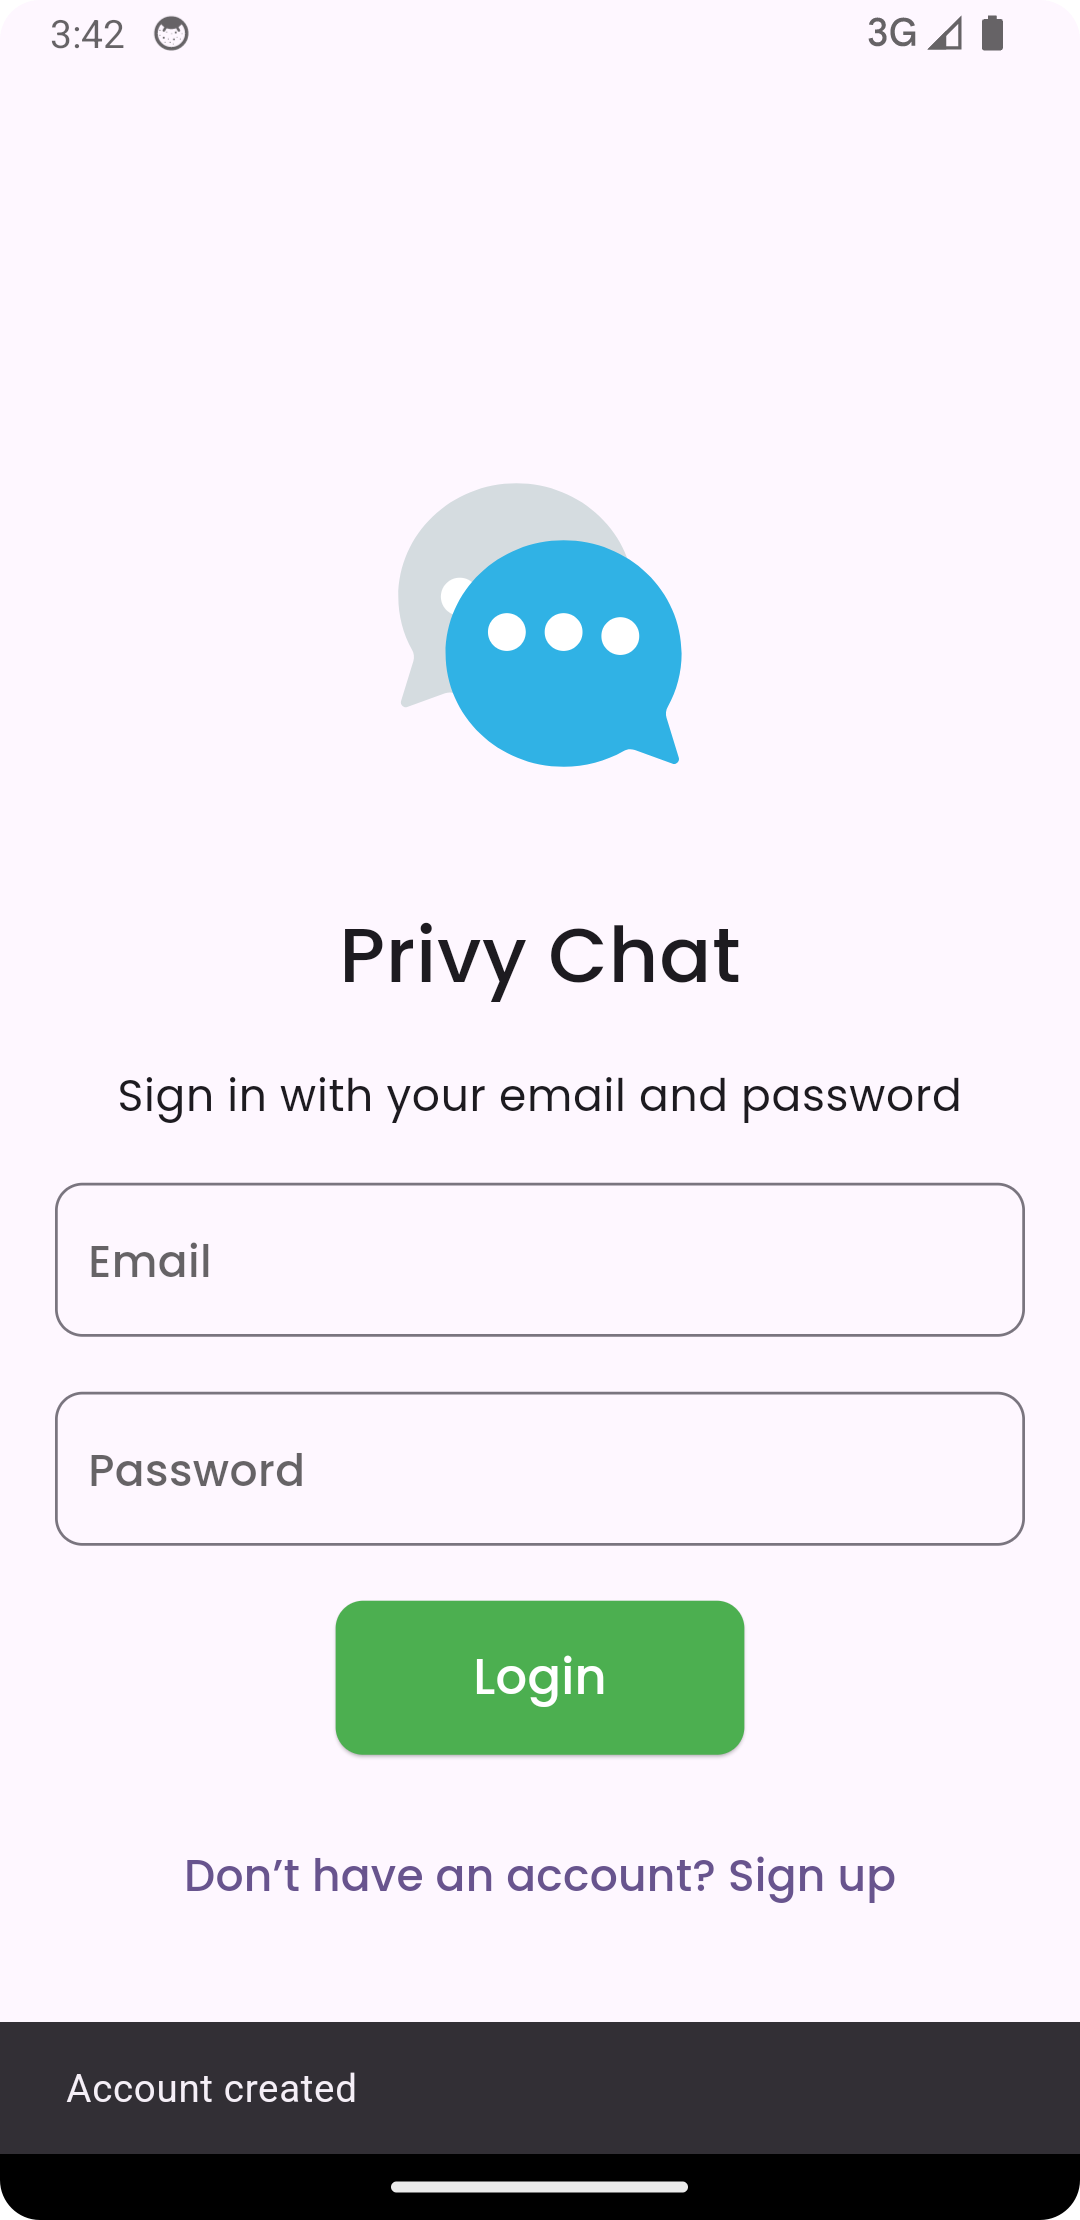 3:42
3G
Privy Chat
Sign in with your email and password
Email
Password
Login
Don’t have an account? Sign up
Account created